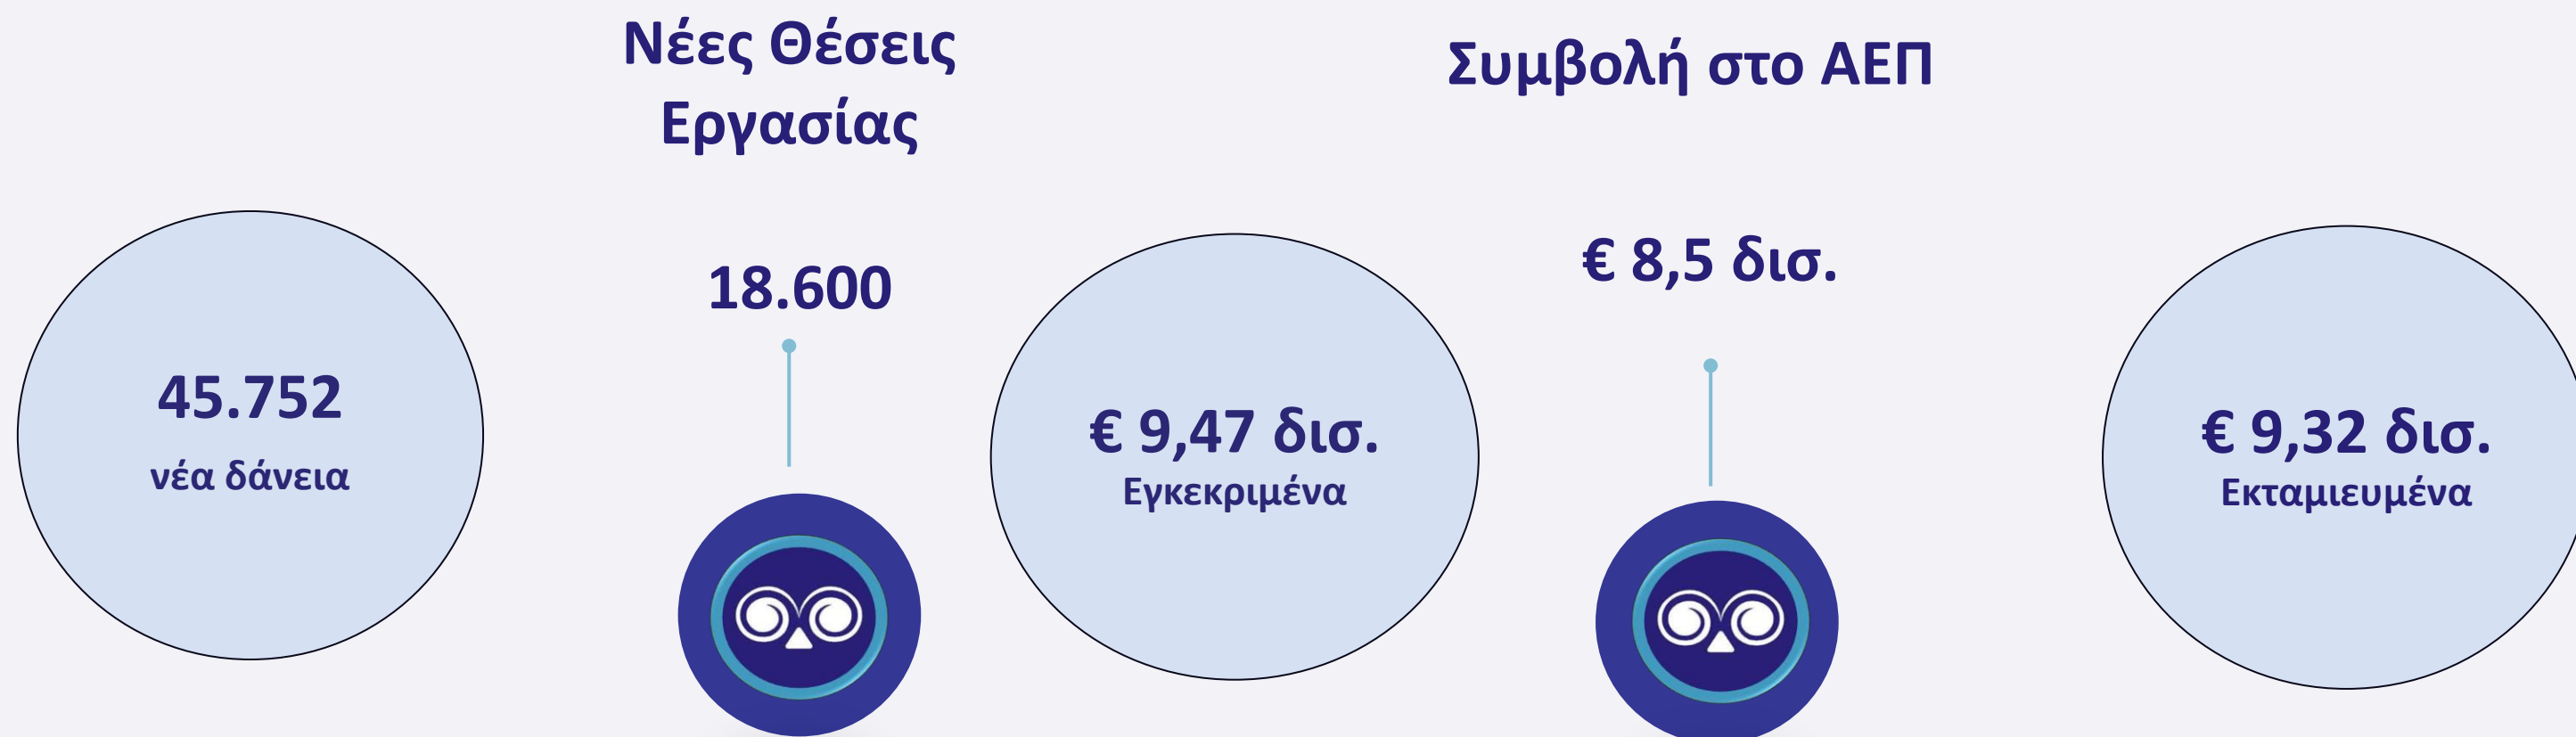 Νέες Θέσεις
Εργασίας
Συμβολή στο ΑΕΠ
45.752
νέα δάνεια
18.600
€ 9,47 δισ.
Εγκεκριμένα
€ 8,5 δισ.
€ 9,32 δισ.
Εκταμιευμένα